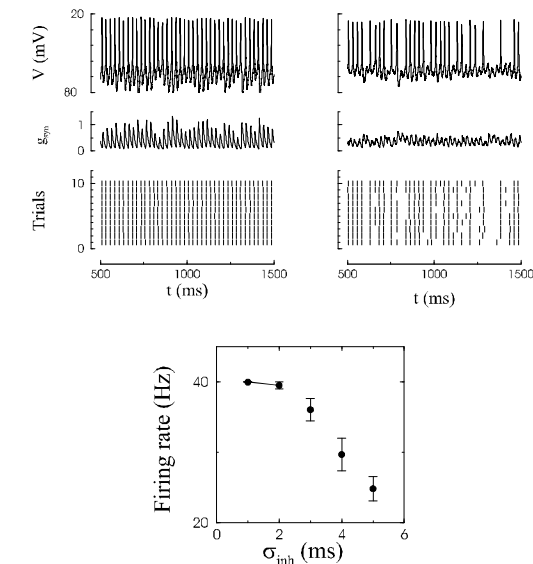 20
V (mV)
80
1
g_syn
0
10
Trials
0
500 1000 1500
t (ms)
500 1000 1500
t (ms)
40
Firing rate (Hz)
20
0 2 4 6
σ_inh (ms)